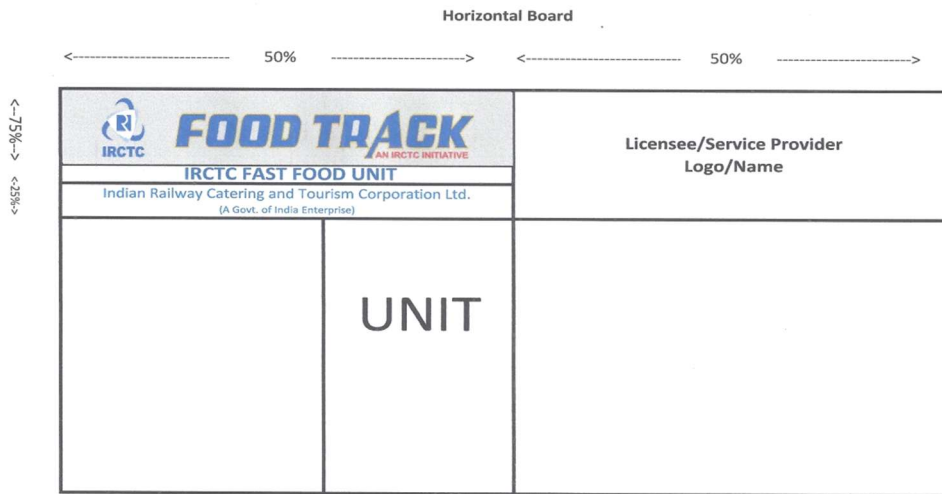 Horizontal Board
<----------------------- 50% --------------------->
<----------------------- 50% --------------------->
<--75%-->
<-25%->
IRCTC
FOOD TRACK
AN IRCTC INITIATIVE
IRCTC FAST FOOD UNIT
Indian Railway Catering and Tourism Corporation Ltd.
(A Govt. of India Enterprise)
Licensee/Service Provider
Logo/Name
UNIT